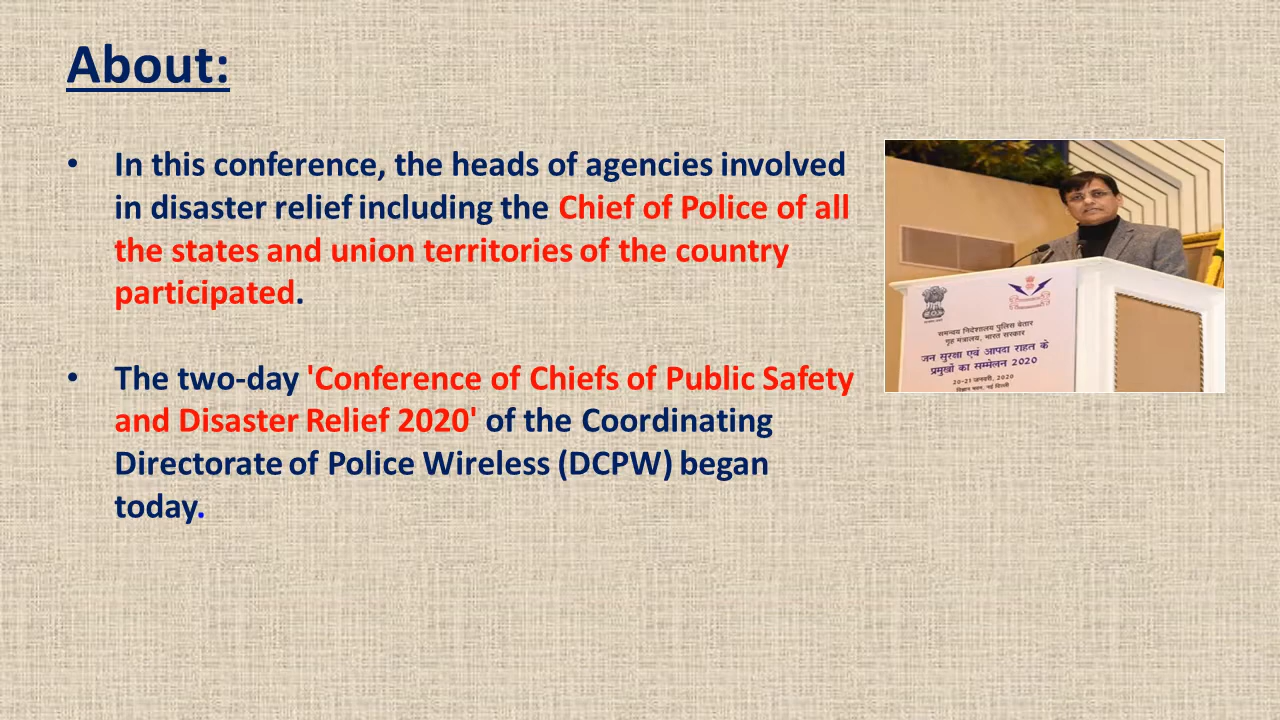 About:
• In this conference, the heads of agencies involved
in disaster relief including the Chief of Police of all
the states and union territories of the country
participated.
• The two-day 'Conference of Chiefs of Public Safety
and Disaster Relief 2020' of the Coordinating
Directorate of Police Wireless (DCPW) began
today.
समन्वय निदेशालय पुलिस बेतार
गृह मंत्रालय, भारत सरकार
जन सुरक्षा एवं आपदा राहत के
प्रमुखों का सम्मेलन 2020
20-21 जनवरी, 2020
विज्ञान भवन, नई दिल्ली